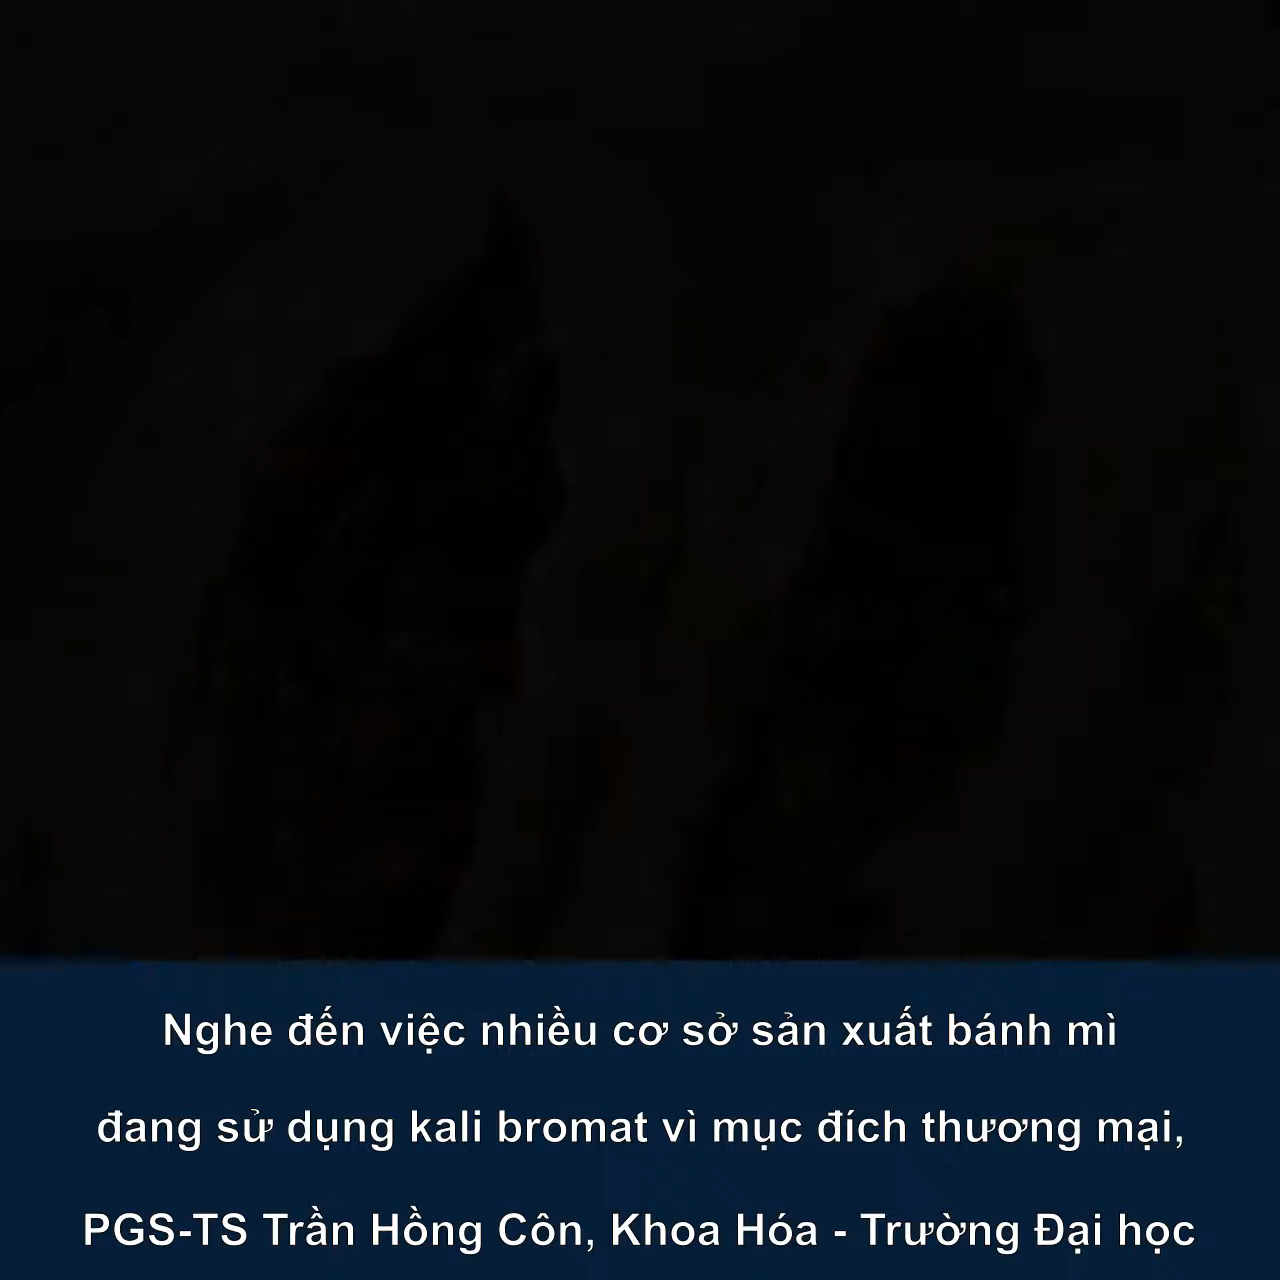 Nghe đến việc nhiều cơ sở sản xuất bánh mì
đang sử dụng kali bromat vì mục đích thương mại,
PGS-TS Trần Hồng Côn, Khoa Hóa - Trường Đại học